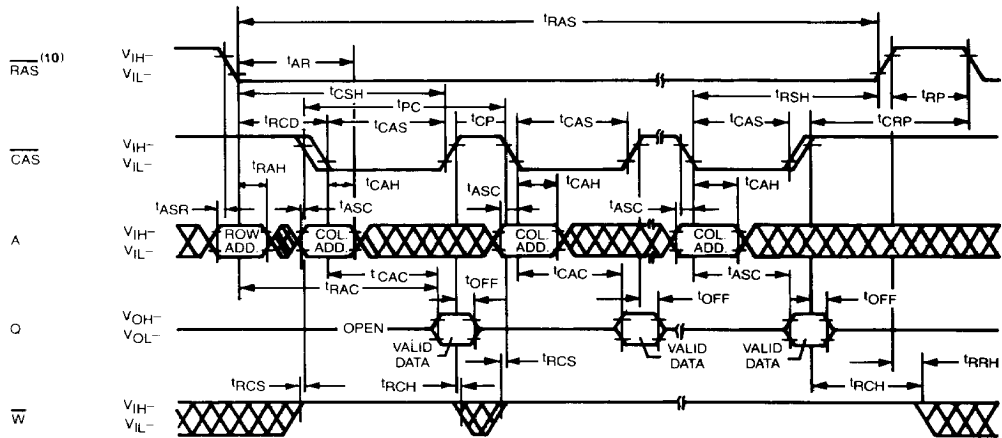 tRAS
RAS (10) VIH– VIL– tAR
tCSH tPC tRSH tRP
tRCD tCAS tCP tCAS tCAS tCRP
CAS VIH– VIL–
tRAH tCAH tASC tCAH tCAH
tASR tASC tASC
A VIH– VIL– ROW ADD. COL. ADD. COL. ADD. COL. ADD.
tCAC tCAC tASC
tRAC tOFF tOFF tOFF
Q VOH– VOL– OPEN
VALID DATA VALID DATA VALID DATA
tRCS tRRH
tRCS tRCH tRCH
W VIH– VIL–